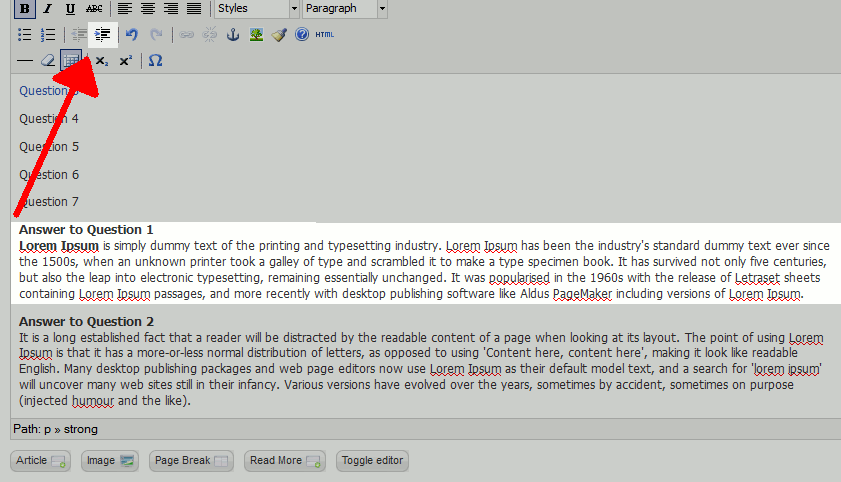 B I U ABC Styles Paragraph
HTML
x₂ x² Ω
Question 3
Question 4
Question 5
Question 6
Question 7
Answer to Question 1
Lorem Ipsum is simply dummy text of the printing and typesetting industry. Lorem Ipsum has been the industry's standard dummy text ever since
the 1500s, when an unknown printer took a galley of type and scrambled it to make a type specimen book. It has survived not only five centuries,
but also the leap into electronic typesetting, remaining essentially unchanged. It was popularised in the 1960s with the release of Letraset sheets
containing Lorem Ipsum passages, and more recently with desktop publishing software like Aldus PageMaker including versions of Lorem Ipsum.
Answer to Question 2
It is a long established fact that a reader will be distracted by the readable content of a page when looking at its layout. The point of using Lorem
Ipsum is that it has a more-or-less normal distribution of letters, as opposed to using 'Content here, content here', making it look like readable
English. Many desktop publishing packages and web page editors now use Lorem Ipsum as their default model text, and a search for 'lorem ipsum'
will uncover many web sites still in their infancy. Various versions have evolved over the years, sometimes by accident, sometimes on purpose
(injected humour and the like).
Path: p » strong
Article Image Page Break Read More Toggle editor